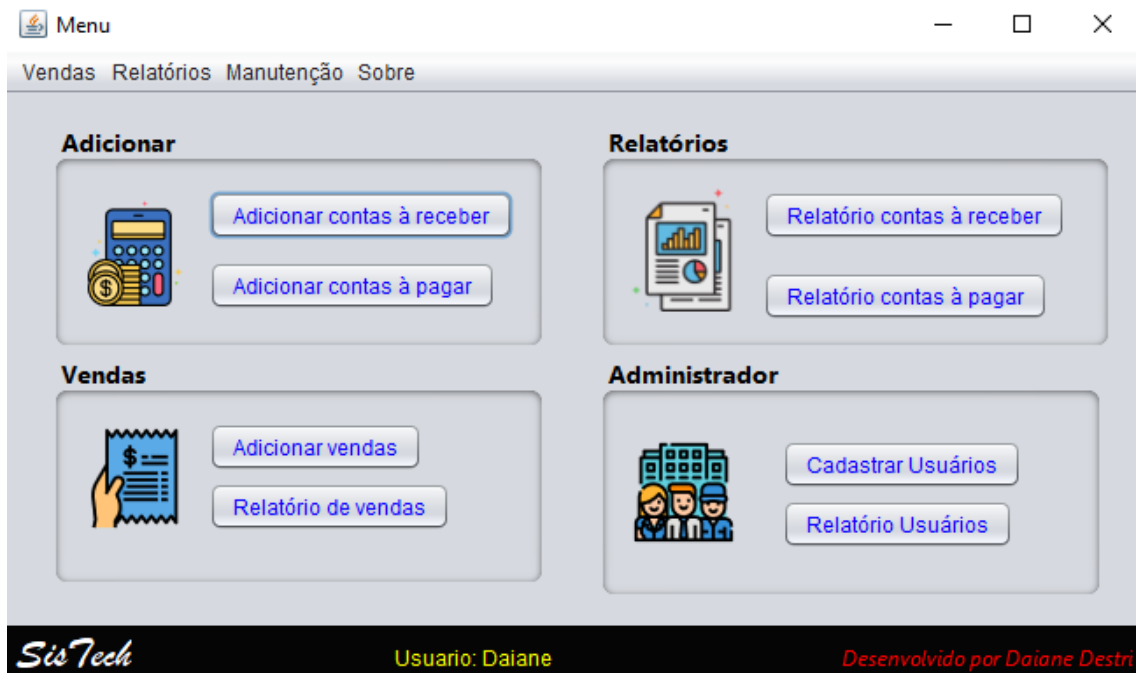 Menu
Vendas Relatórios Manutenção Sobre
Adicionar
Adicionar contas à receber
Adicionar contas à pagar
Relatórios
Relatório contas à receber
Relatório contas à pagar
Vendas
Adicionar vendas
Relatório de vendas
Administrador
Cadastrar Usuários
Relatório Usuários
SisTech
Usuario: Daiane
Desenvolvido por Daiane Destri